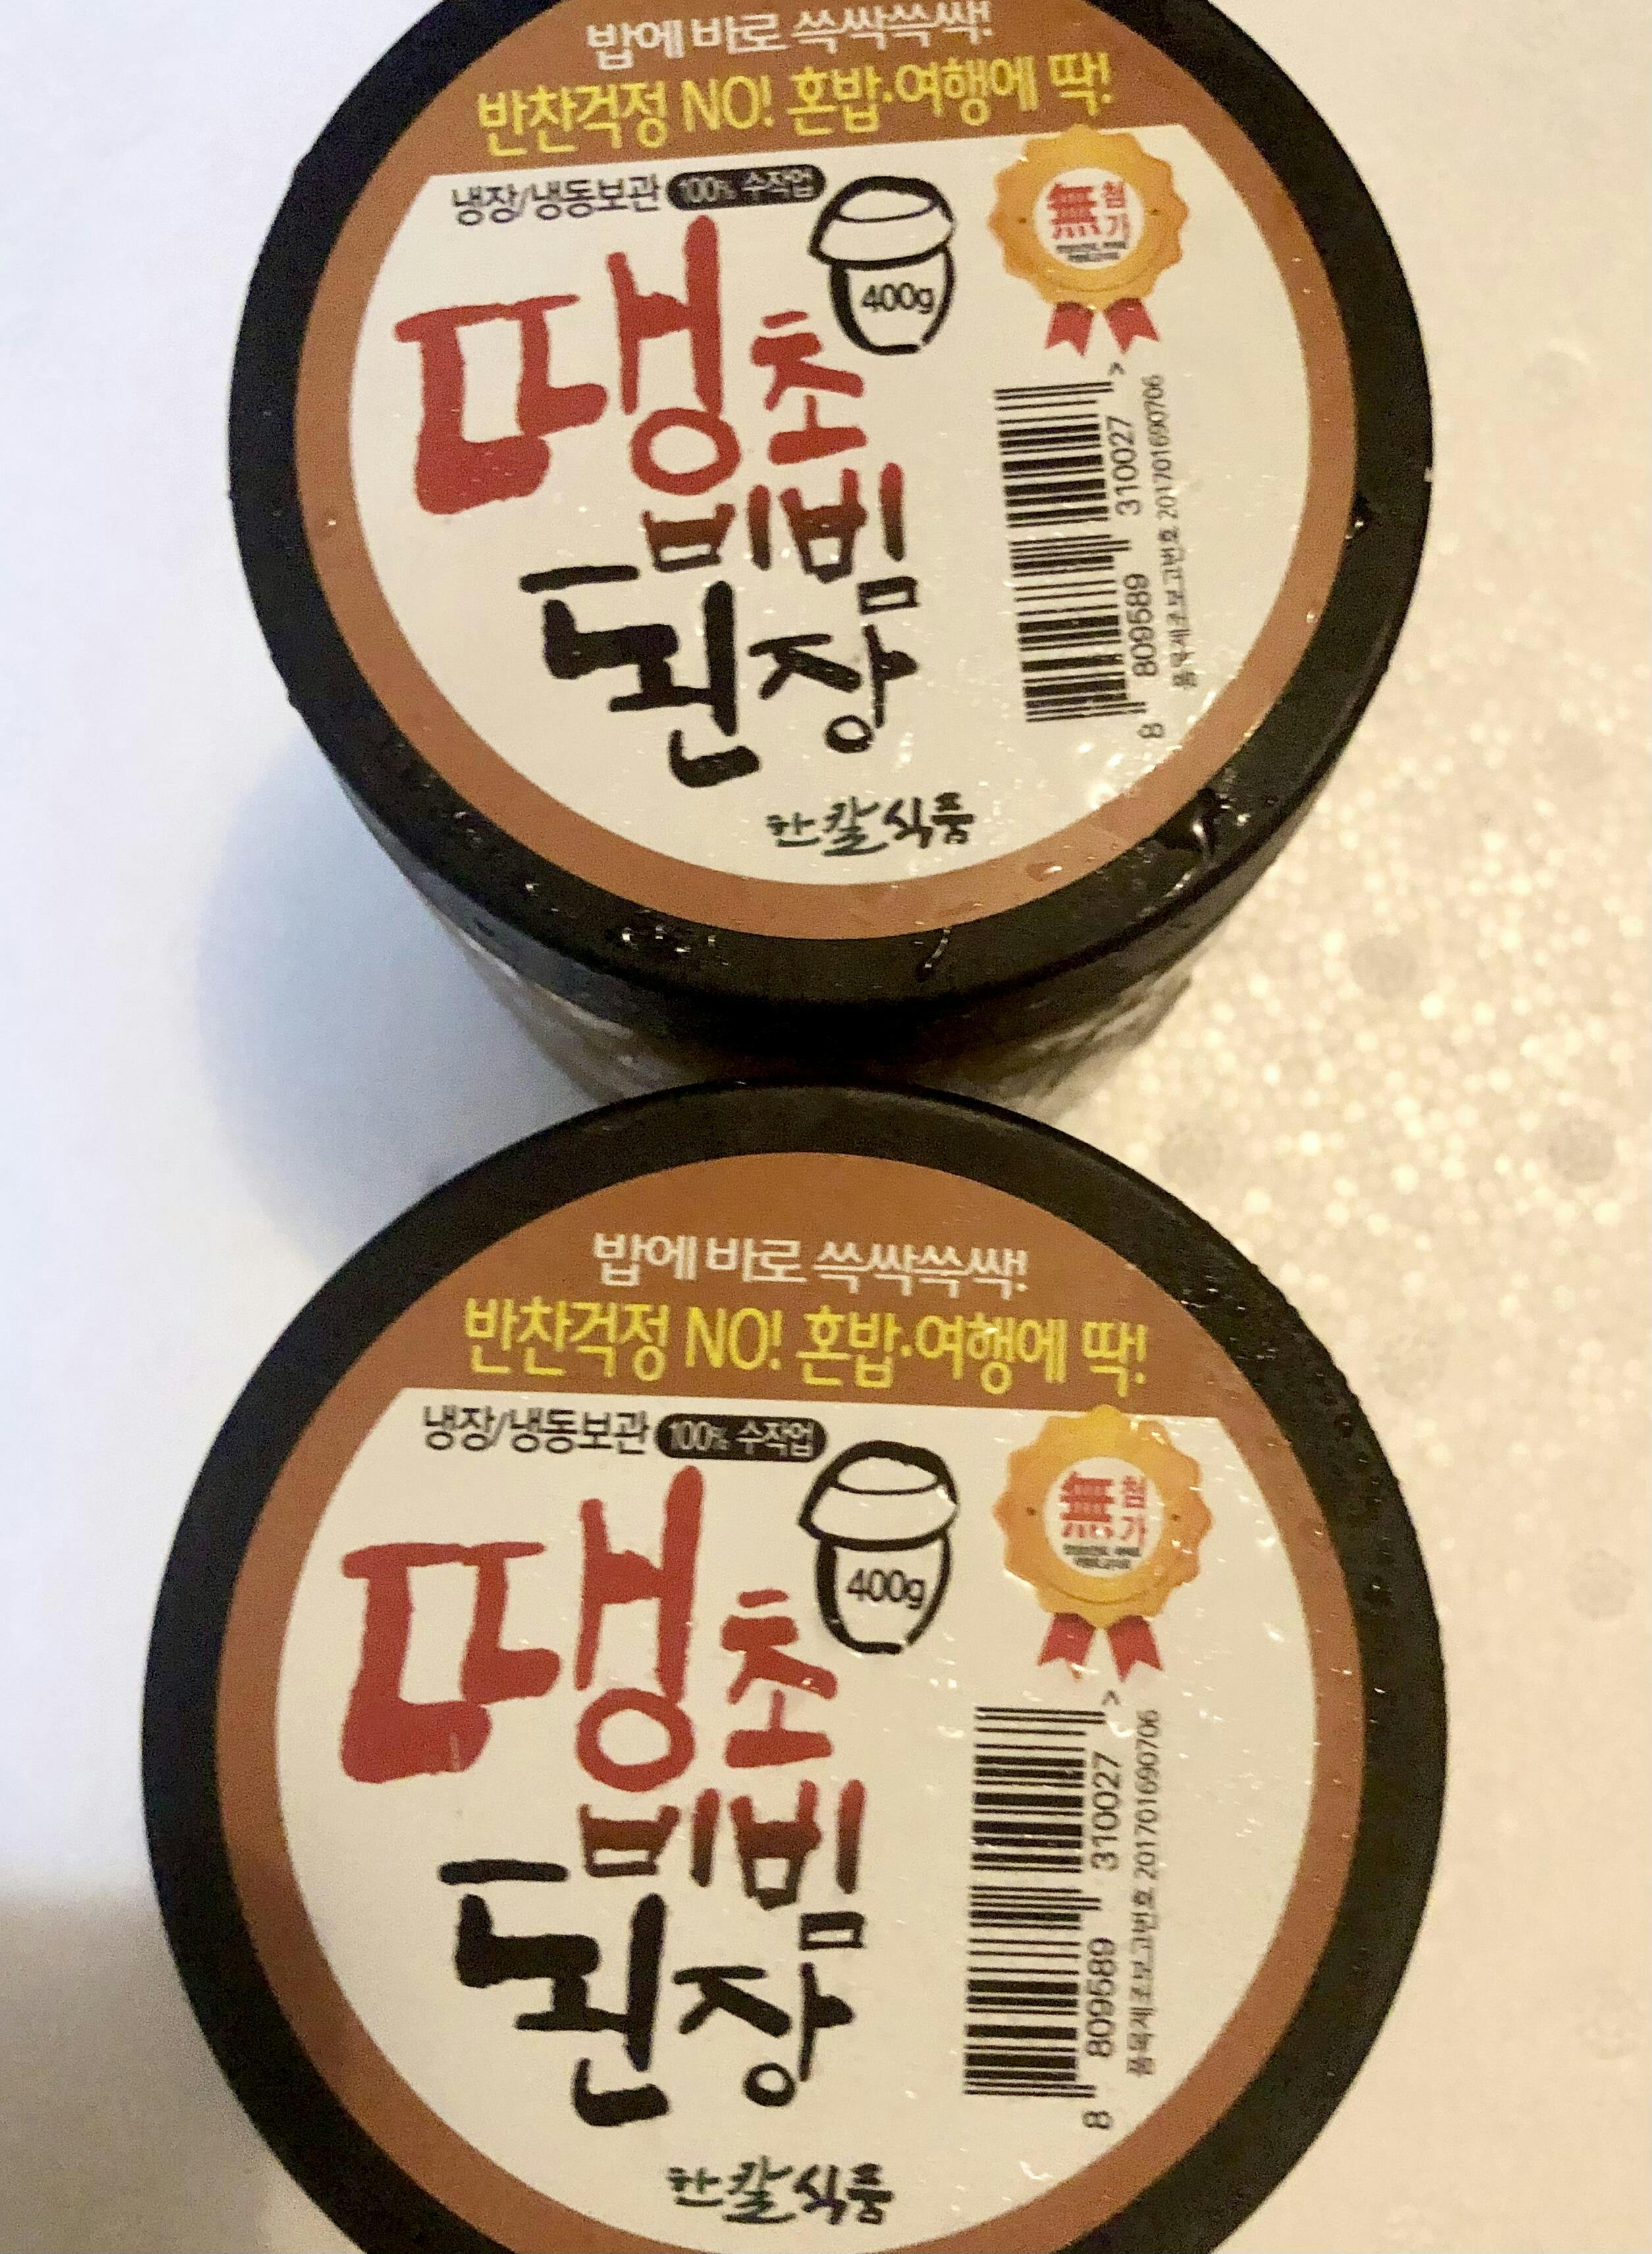 밥에 바로 쓱싹쓱싹!
반찬걱정 NO! 혼밥·여행에 딱!
냉장/냉동보관 100% 수작업
400g
無첨가
땡초
비빔
된장
8 809589 310027 >
품목제조보고번호 201701690706
한칼식품
밥에 바로 쓱싹쓱싹!
반찬걱정 NO! 혼밥·여행에 딱!
냉장/냉동보관 100% 수작업
400g
無첨가
땡초
비빔
된장
8 809589 310027 >
품목제조보고번호 201701690706
한칼식품